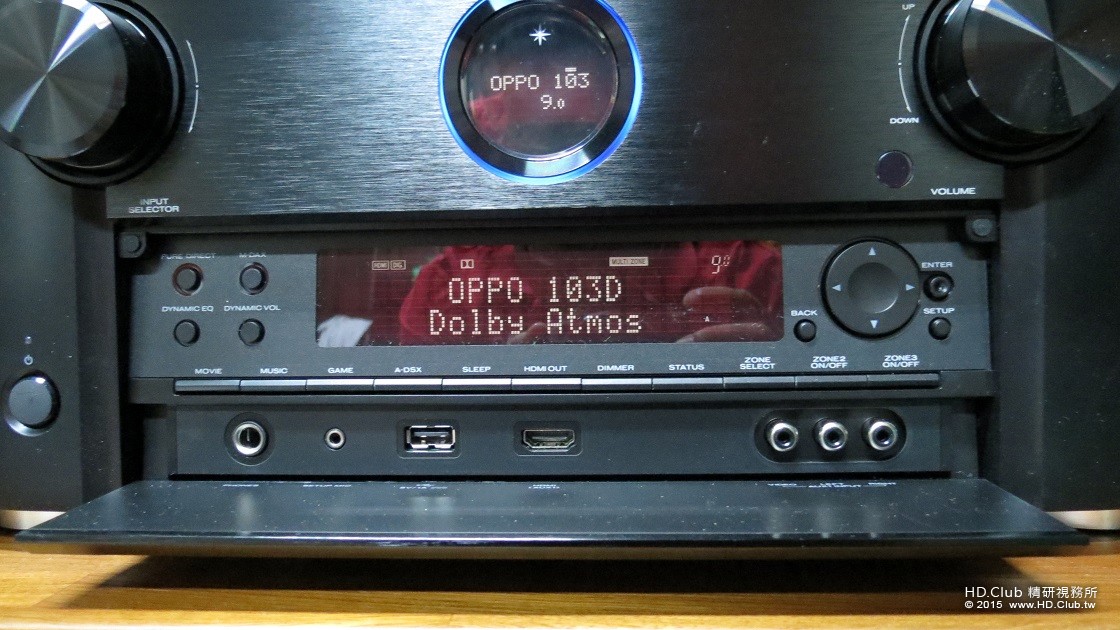 UP
OPPO 103
9.0
DOWN
INPUT
SELECTOR
VOLUME
PURE DIRECT
M-DAX
DYNAMIC EQ
DYNAMIC VOL
HDMI DIG
MULTI ZONE
OPPO 103D
Dolby Atmos
BACK
ENTER
SETUP
MOVIE
MUSIC
GAME
A-DSX
SLEEP
HDMI OUT
DIMMER
STATUS
ZONE
SELECT
ZONE2
ON/OFF
ZONE3
ON/OFF
HD.Club 精研視務所
© 2015 www.HD.Club.tw